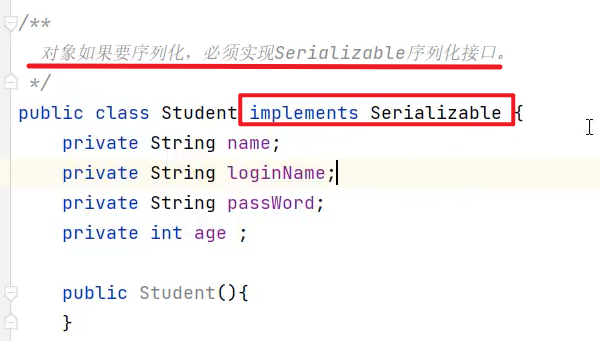 /**
对象如果要序列化，必须实现Serializable序列化接口。
*/
public class Student implements Serializable {
private String name;
private String loginName;
private String passWord;
private int age ;
public Student(){
}